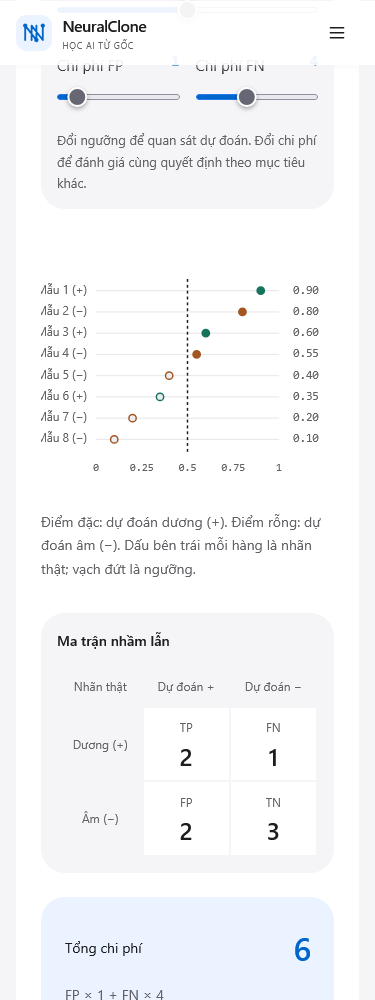 NeuralClone
HỌC AI TỪ GỐC
Chi phí FP 1 Chi phí FN 4
Đổi ngưỡng để quan sát dự đoán. Đổi chi phí
để đánh giá cùng quyết định theo mục tiêu
khác.
Mẫu 1 (+) 0.90
Mẫu 2 (−) 0.80
Mẫu 3 (+) 0.60
Mẫu 4 (−) 0.55
Mẫu 5 (−) 0.40
Mẫu 6 (+) 0.35
Mẫu 7 (−) 0.20
Mẫu 8 (−) 0.10
0 0.25 0.5 0.75 1
Điểm đặc: dự đoán dương (+). Điểm rỗng: dự
đoán âm (−). Dấu bên trái mỗi hàng là nhãn
thật; vạch đứt là ngưỡng.
Ma trận nhầm lẫn
Nhãn thật Dự đoán + Dự đoán −
TP FN
Dương (+) 2 1
FP TN
Âm (−) 2 3
Tổng chi phí 6
FP × 1 + FN × 4